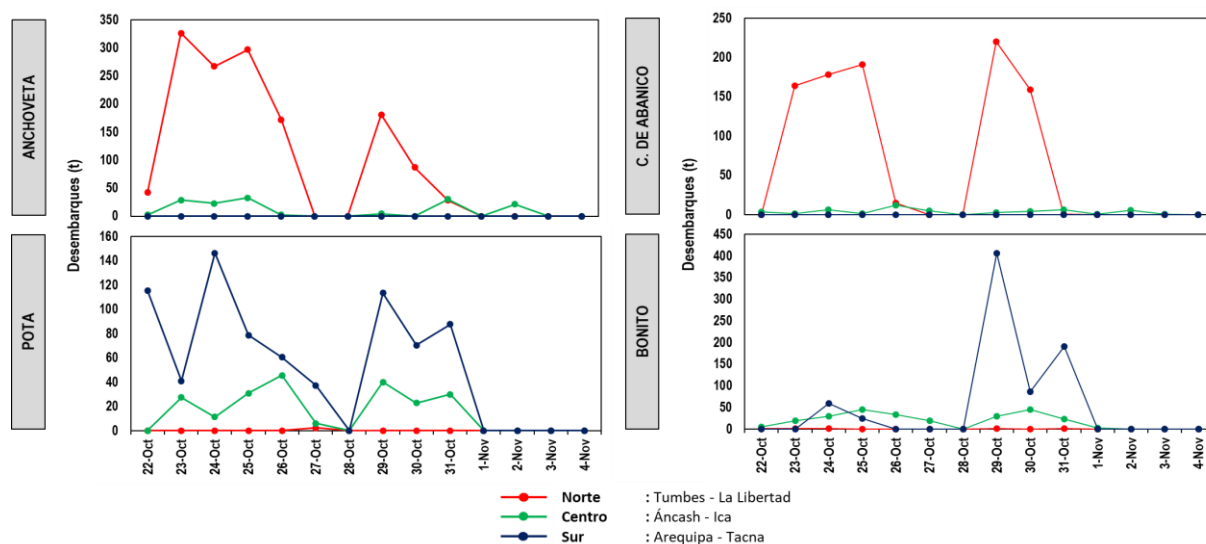 ANCHOVETA
Desembarques (t)
350
300
250
200
150
100
50
0
C. DE ABANICO
Desembarques (t)
250
200
150
100
50
0
POTA
160
140
120
100
80
60
40
20
0
22-Oct
23-Oct
24-Oct
25-Oct
26-Oct
27-Oct
28-Oct
29-Oct
30-Oct
31-Oct
1-Nov
2-Nov
3-Nov
4-Nov
BONITO
450
400
350
300
250
200
150
100
50
0
22-Oct
23-Oct
24-Oct
25-Oct
26-Oct
27-Oct
28-Oct
29-Oct
30-Oct
31-Oct
1-Nov
2-Nov
3-Nov
4-Nov
Norte : Tumbes - La Libertad
Centro : Áncash - Ica
Sur : Arequipa - Tacna